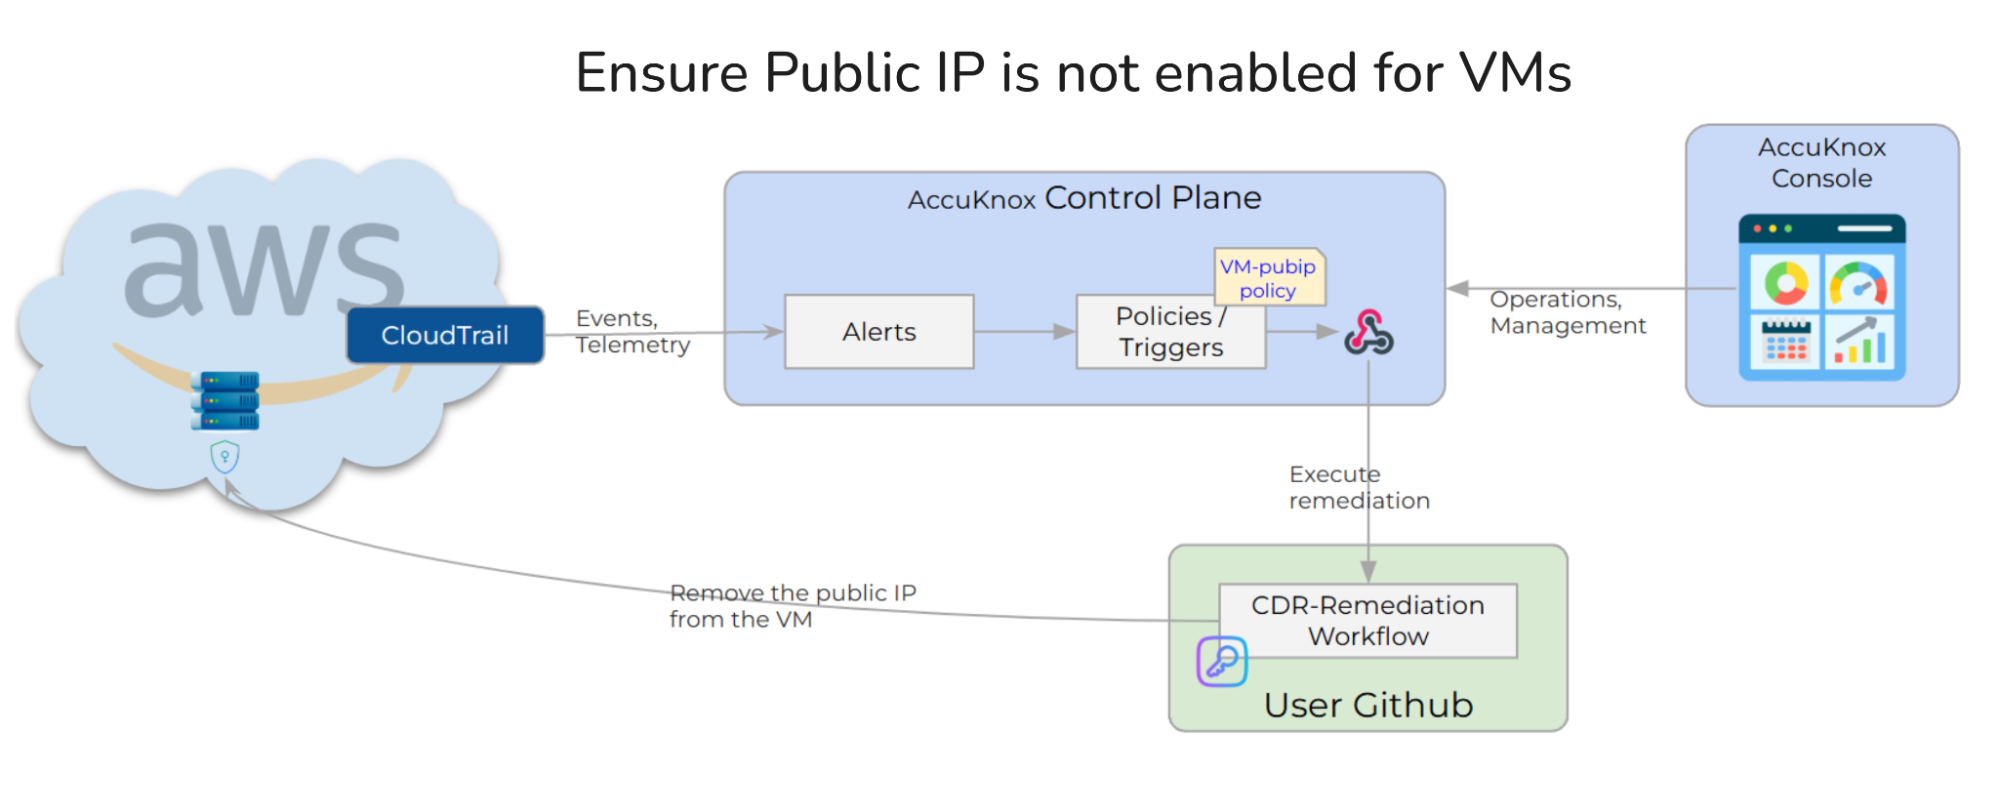 Ensure Public IP is not enabled for VMs
aws
CloudTrail
Events,
Telemetry
AccuKnox Control Plane
Alerts
Policies /
Triggers
VM-pubip
policy
AccuKnox
Console
Operations,
Management
Execute
remediation
CDR-Remediation
Workflow
User Github
Remove the public IP
from the VM